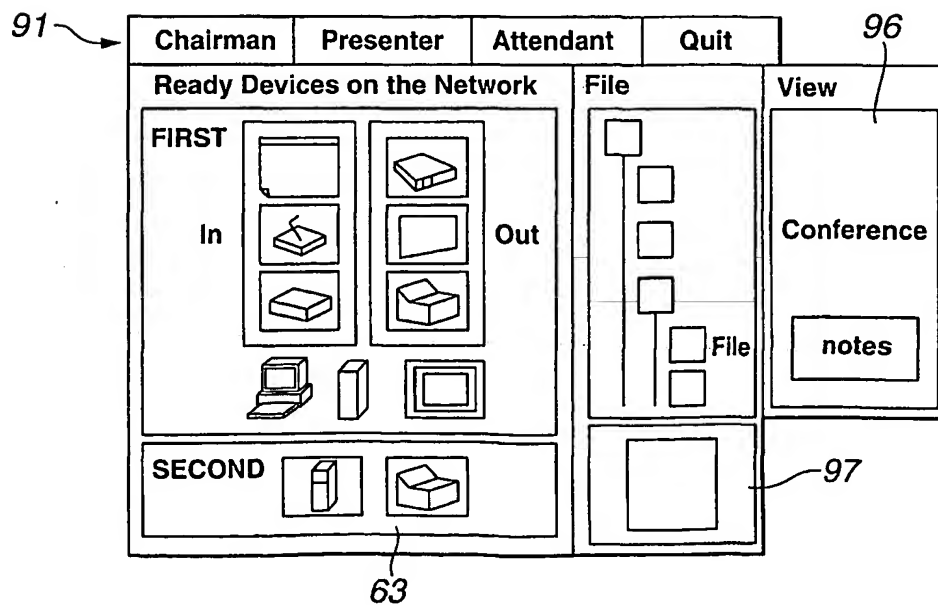 91
96
Chairman Presenter Attendant Quit
Ready Devices on the Network File View
FIRST
In Out
Conference
File
notes
SECOND
97
63